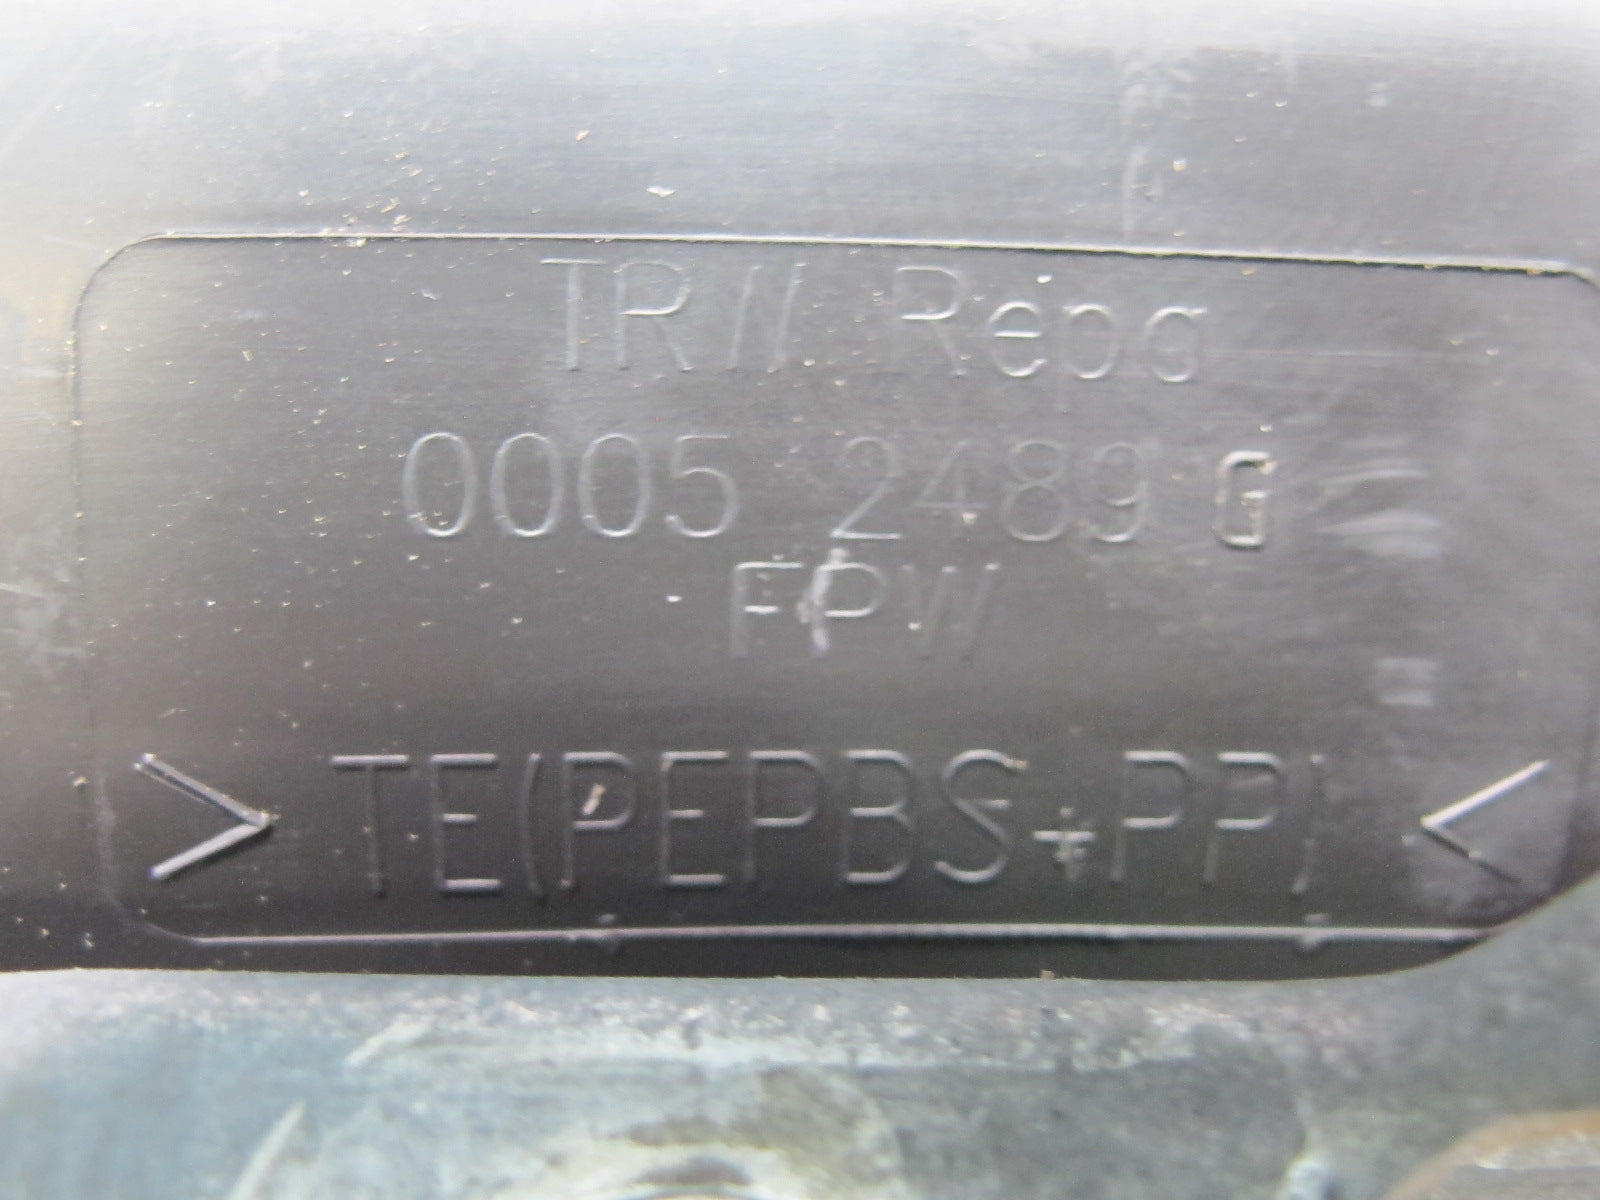 TRW Repa
0005 2489 G
FPW
> TE(PEPBS+PP) <